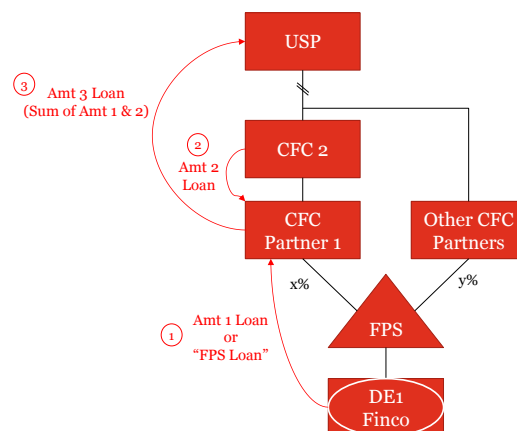 USP
3
Amt 3 Loan
(Sum of Amt 1 & 2)
CFC 2
2
Amt 2
Loan
CFC
Partner 1
Other CFC
Partners
x%
y%
1
Amt 1 Loan
or
“FPS Loan”
FPS
DE1
Finco